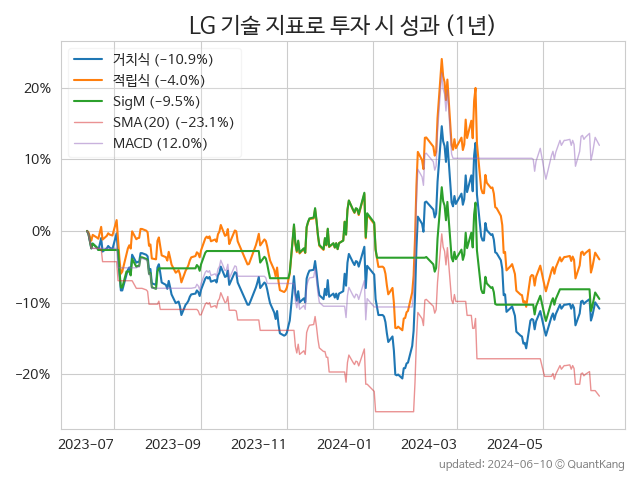 LG 기술 지표로 투자 시 성과 (1년)
거치식 (−10.9%)
적립식 (−4.0%)
SigM (−9.5%)
SMA(20) (−23.1%)
MACD (12.0%)
20%
10%
0%
−10%
−20%
2023-07 2023-09 2023-11 2024-01 2024-03 2024-05
updated: 2024-06-10 © QuantKang